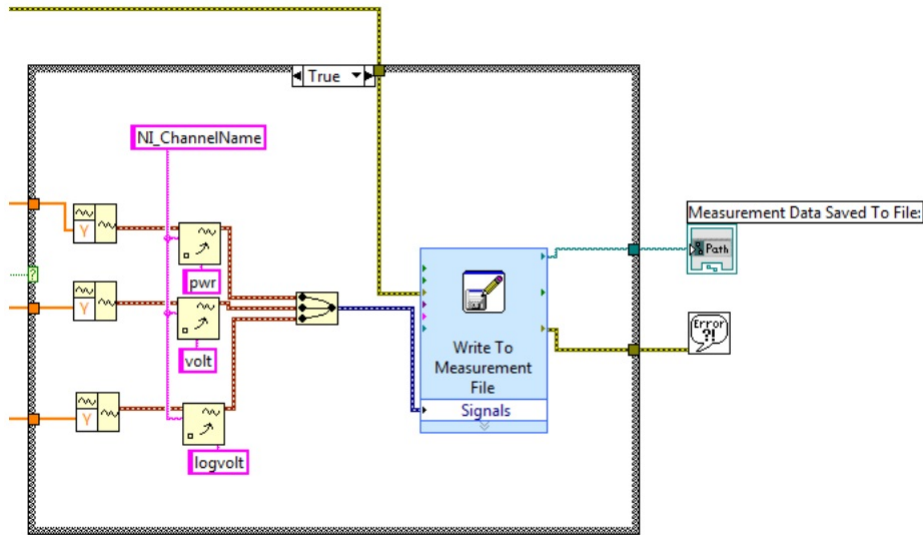 True
NI_ChannelName
Measurement Data Saved To File:
Y
Path
pwr
?
Y
Error
?!
volt
Write To
Measurement
File
Signals
Y
logvolt